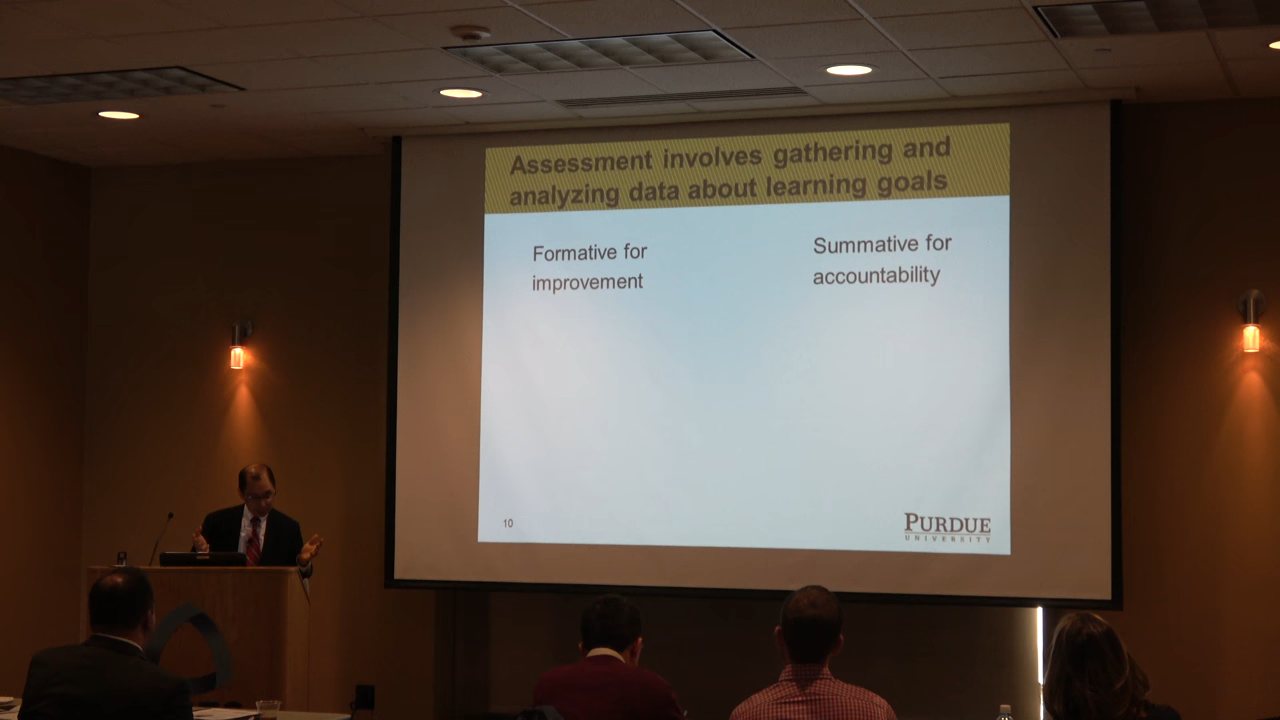 Assessment involves gathering and
analyzing data about learning goals
Formative for
improvement
Summative for
accountability
10
PURDUE
UNIVERSITY